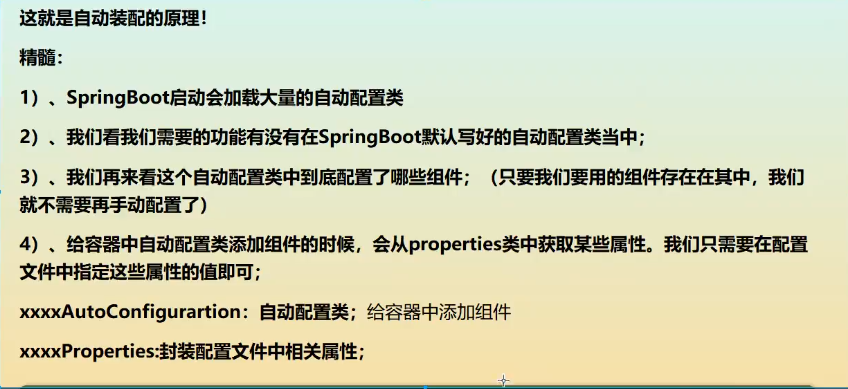 这就是自动装配的原理！
精髓：
1）、SpringBoot启动会加载大量的自动配置类
2）、我们看我们需要的功能有没有在SpringBoot默认写好的自动配置类当中；
3）、我们再来看这个自动配置类中到底配置了哪些组件；（只要我们要用的组件存在在其中，我们
就不需要再手动配置了）
4）、给容器中自动配置类添加组件的时候，会从properties类中获取某些属性。我们只需要在配置
文件中指定这些属性的值即可；
xxxxAutoConfigurartion：自动配置类；给容器中添加组件
xxxxProperties:封装配置文件中相关属性；